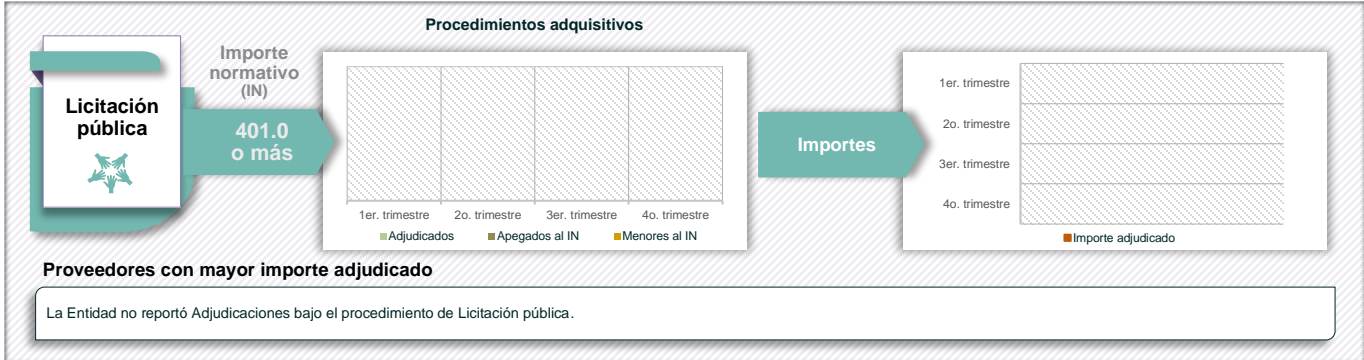 Procedimientos adquisitivos
Licitación
pública
Importe
normativo
(IN)
401.0
o más
1er. trimestre 2o. trimestre 3er. trimestre 4o. trimestre
Adjudicados Apegados al IN Menores al IN
Importes
1er. trimestre
2o. trimestre
3er. trimestre
4o. trimestre
Importe adjudicado
Proveedores con mayor importe adjudicado
La Entidad no reportó Adjudicaciones bajo el procedimiento de Licitación pública.